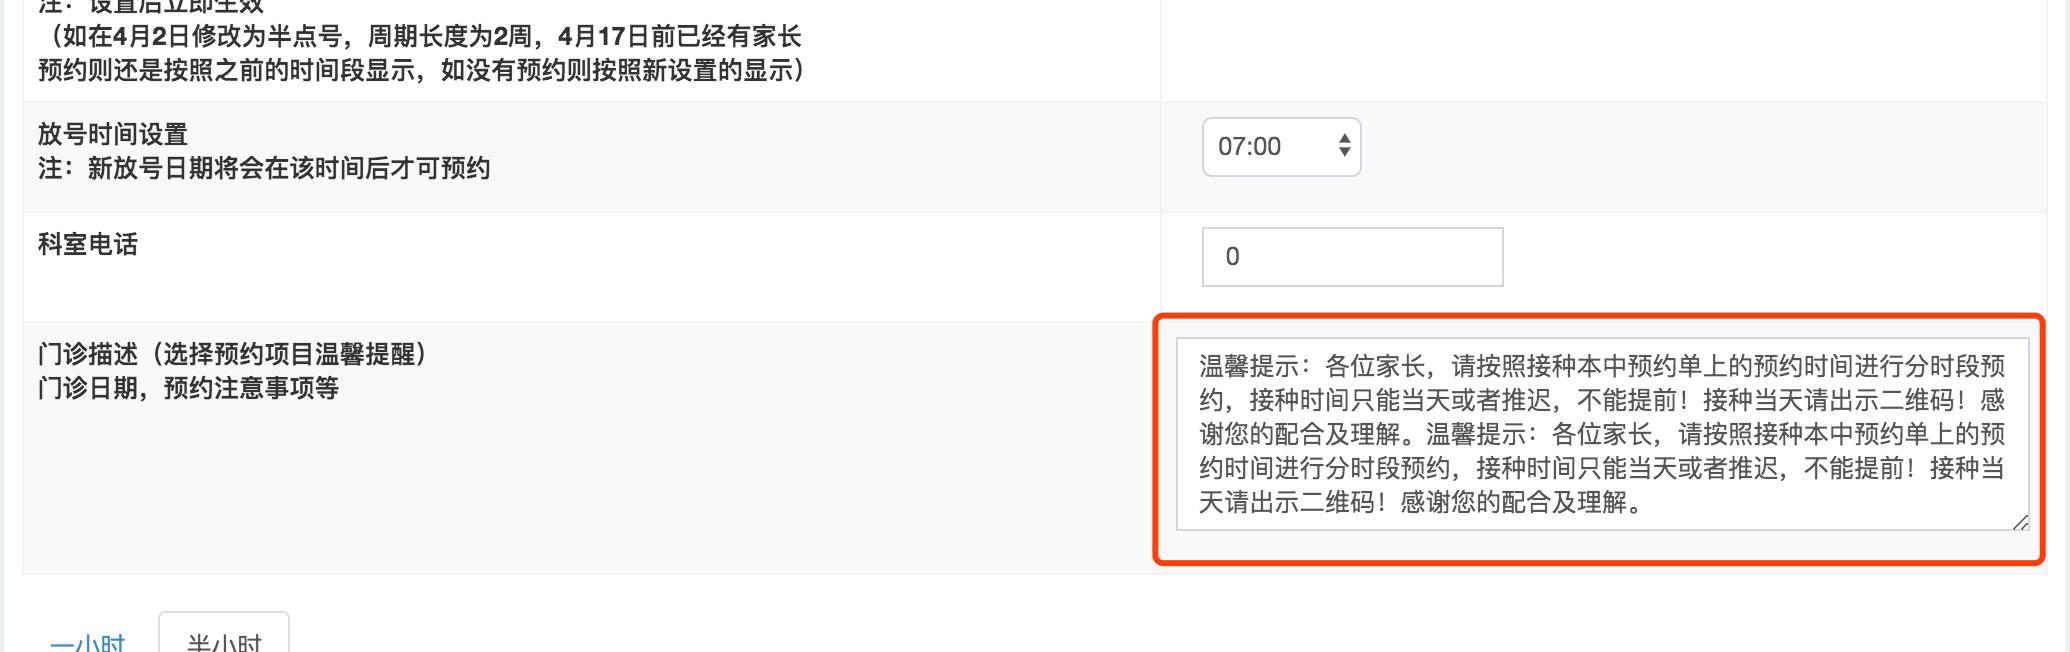 注：设置后立即生效
（如在4月2日修改为半点号，周期长度为2周，4月17日前已经有家长
预约则还是按照之前的时间段显示，如没有预约则按照新设置的显示）
放号时间设置
注：新放号日期将会在该时间后才可预约
07:00
科室电话
0
门诊描述（选择预约项目温馨提醒）
门诊日期，预约注意事项等
温馨提示：各位家长，请按照接种本中预约单上的预约时间进行分时段预
约，接种时间只能当天或者推迟，不能提前！接种当天请出示二维码！感
谢您的配合及理解。温馨提示：各位家长，请按照接种本中预约单上的预
约时间进行分时段预约，接种时间只能当天或者推迟，不能提前！接种当
天请出示二维码！感谢您的配合及理解。
一小时
半小时